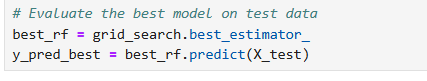 # Evaluate the best model on test data
best_rf = grid_search.best_estimator_
y_pred_best = best_rf.predict(X_test)